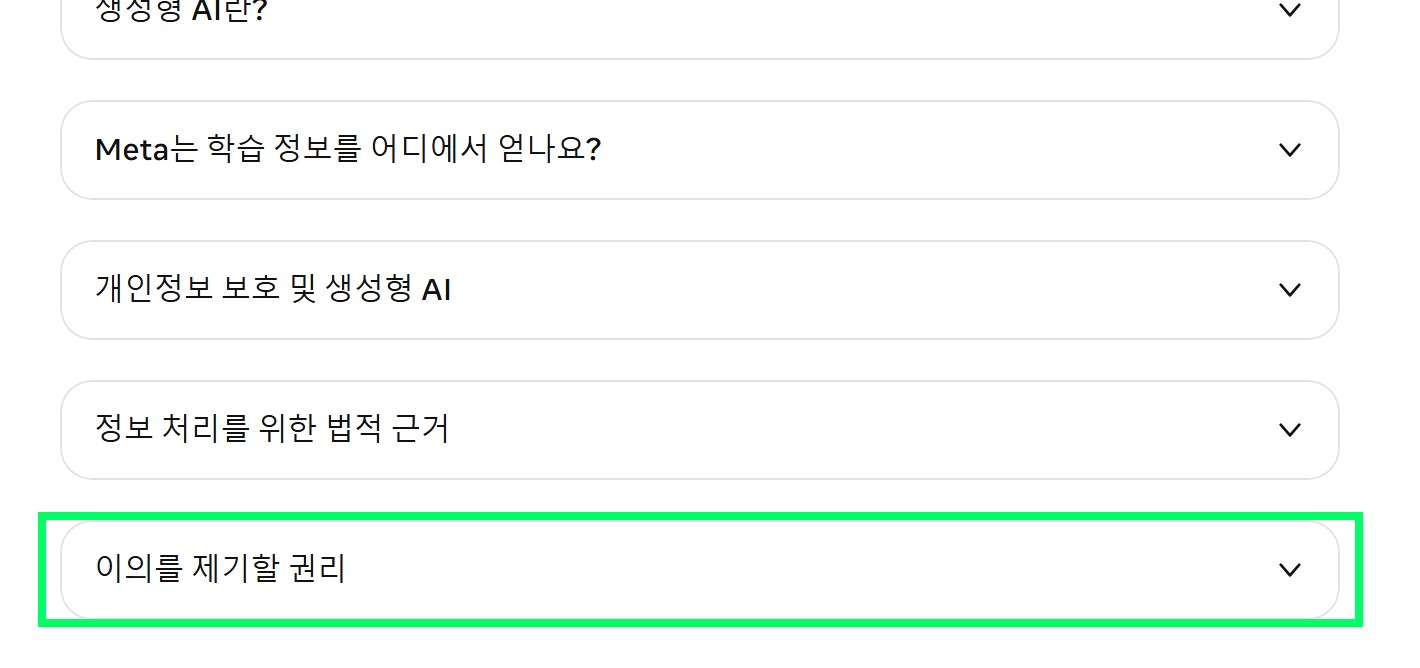 생성형 AI란?
Meta는 학습 정보를 어디에서 얻나요?
개인정보 보호 및 생성형 AI
정보 처리를 위한 법적 근거
이의를 제기할 권리